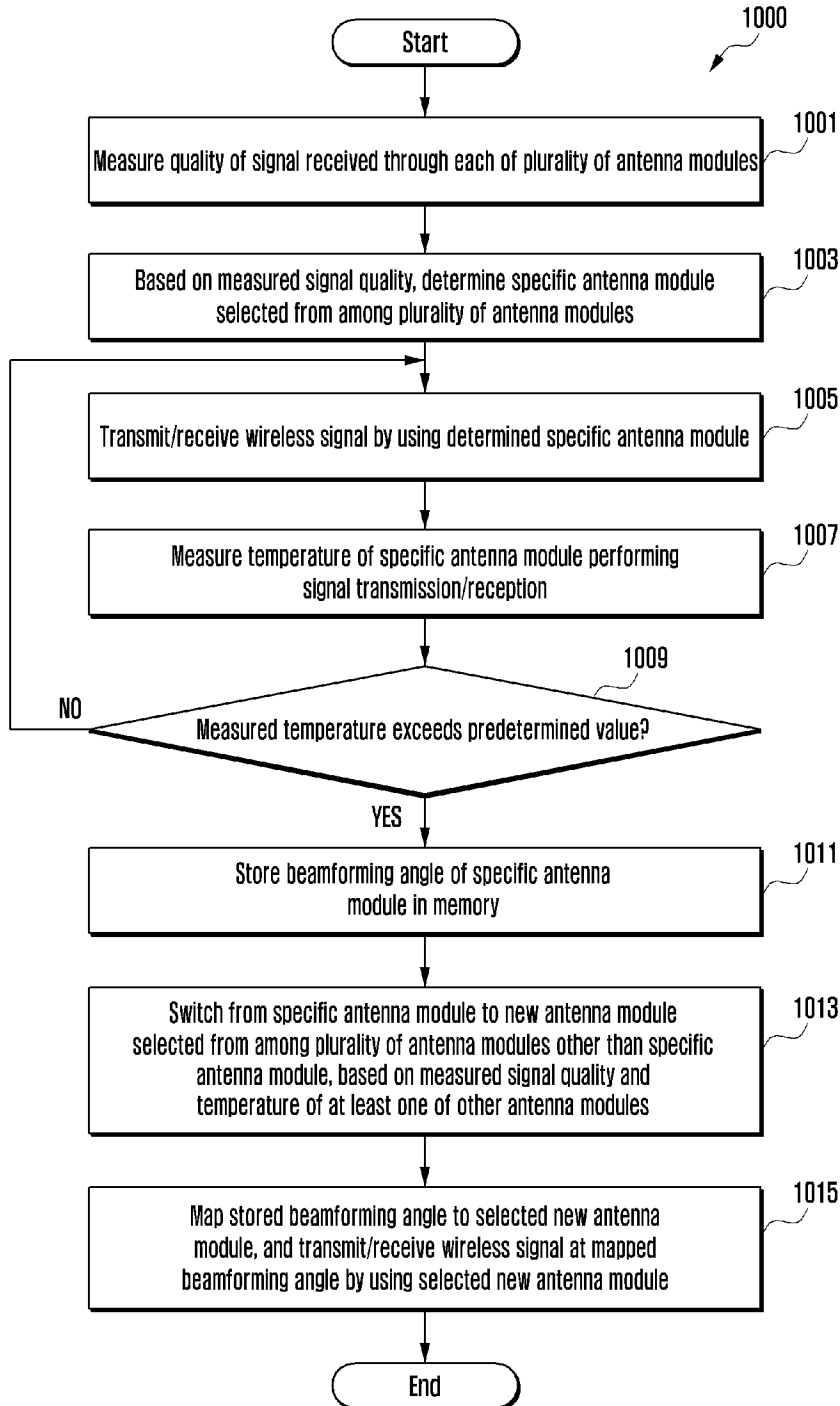 1000
Start
1001
Measure quality of signal received through each of plurality of antenna modules
1003
Based on measured signal quality, determine specific antenna module
selected from among plurality of antenna modules
1005
Transmit/receive wireless signal by using determined specific antenna module
1007
Measure temperature of specific antenna module performing
signal transmission/reception
1009
NO
Measured temperature exceeds predetermined value?
YES
1011
Store beamforming angle of specific antenna
module in memory
1013
Switch from specific antenna module to new antenna module
selected from among plurality of antenna modules other than specific
antenna module, based on measured signal quality and
temperature of at least one of other antenna modules
1015
Map stored beamforming angle to selected new antenna
module, and transmit/receive wireless signal at mapped
beamforming angle by using selected new antenna module
End